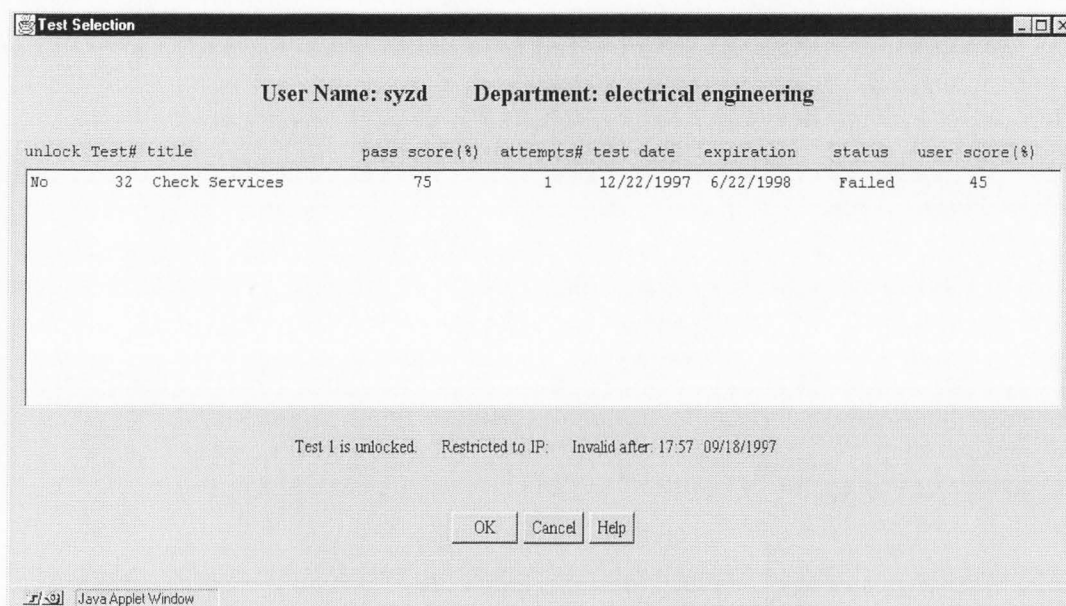 Test Selection
User Name: syzd Department: electrical engineering
unlock Test# title pass score(%) attempts# test date expiration status user score(%)
No 32 Check Services 75 1 12/22/1997 6/22/1998 Failed 45
Test 1 is unlocked. Restricted to IP: Invalid after: 17:57 09/18/1997
OK Cancel Help
Java Applet Window